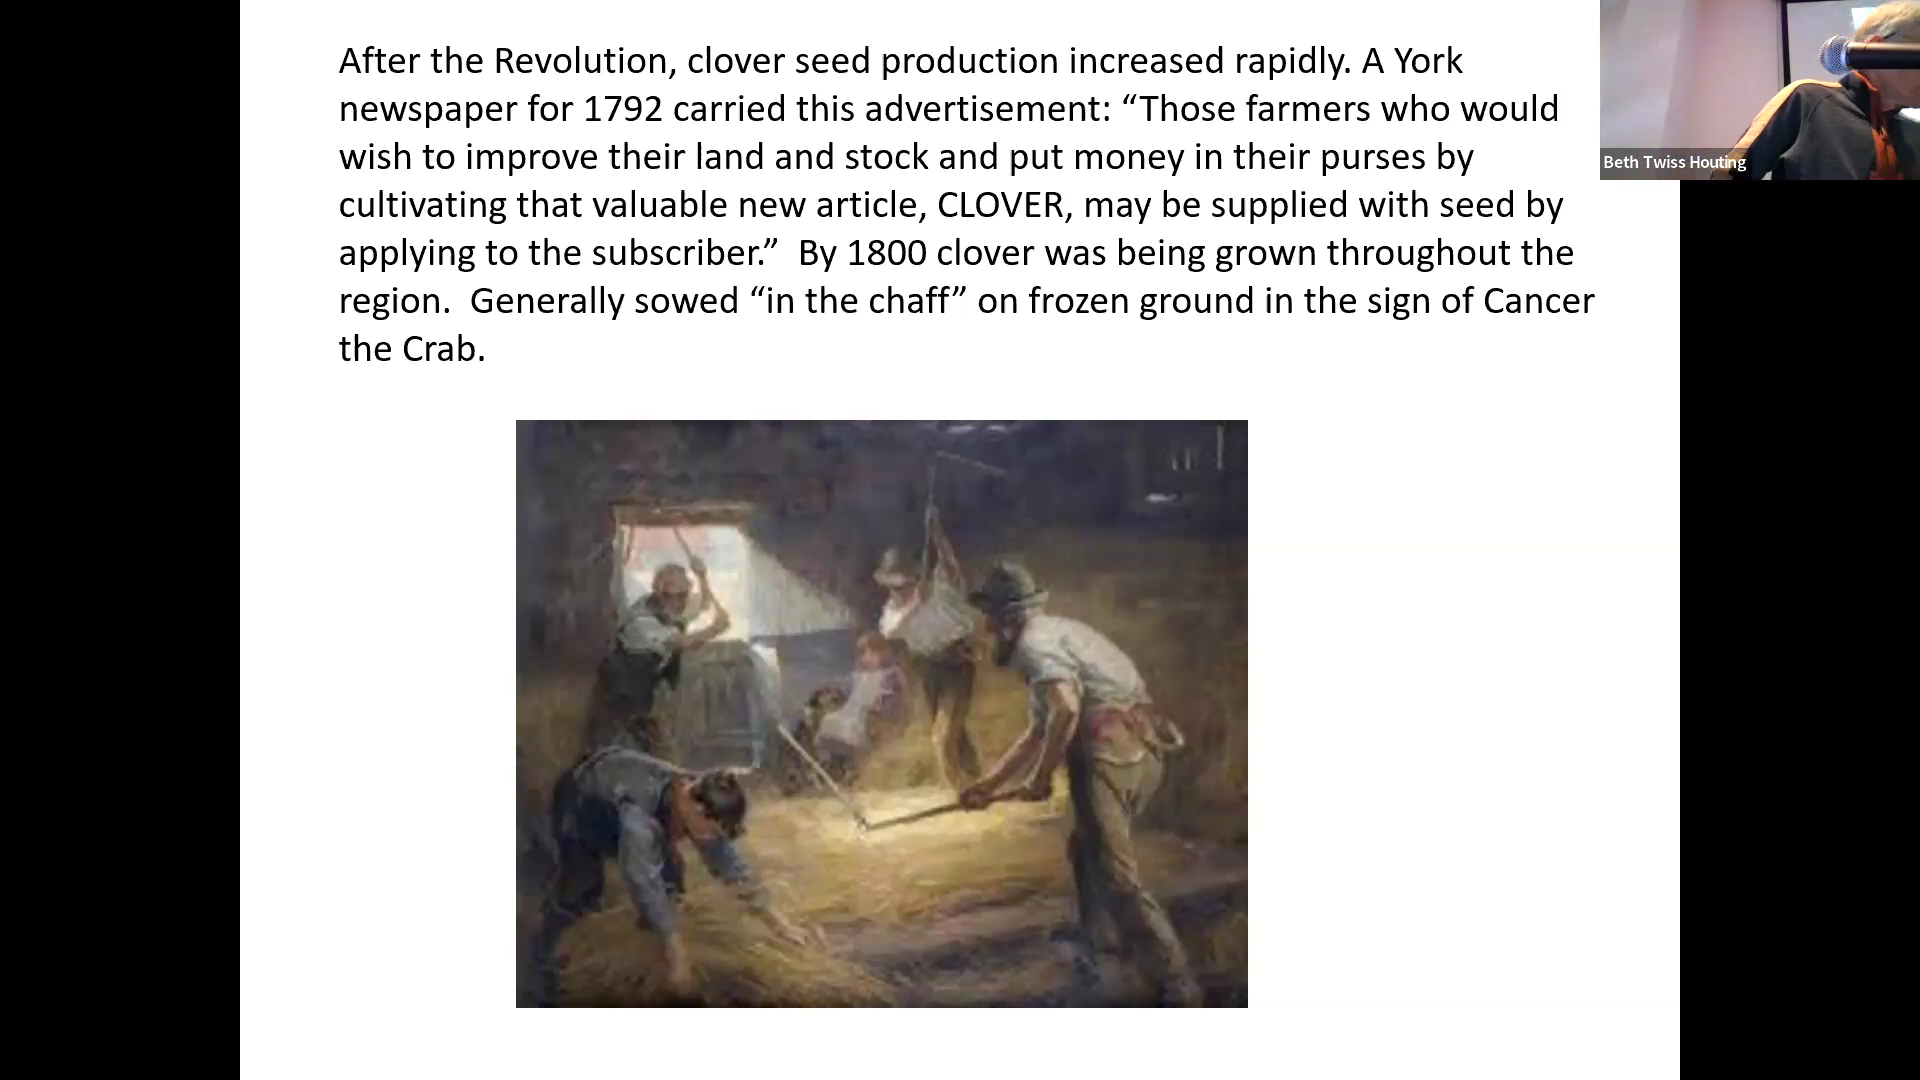 After the Revolution, clover seed production increased rapidly. A York
newspaper for 1792 carried this advertisement: “Those farmers who would
wish to improve their land and stock and put money in their purses by
cultivating that valuable new article, CLOVER, may be supplied with seed by
applying to the subscriber.”  By 1800 clover was being grown throughout the
region.  Generally sowed “in the chaff” on frozen ground in the sign of Cancer
the Crab.
Beth Twiss Houting